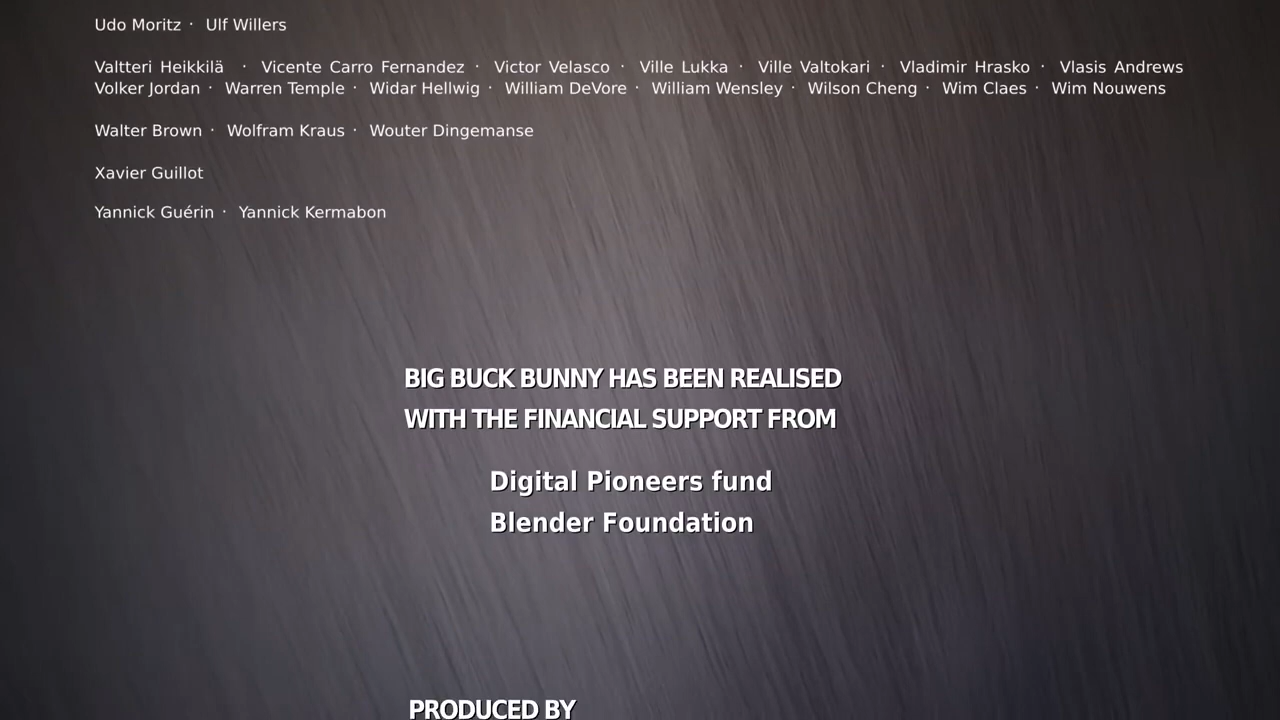 Udo Moritz · Ulf Willers
Valtteri Heikkilä · Vicente Carro Fernandez · Victor Velasco · Ville Lukka · Ville Valtokari · Vladimir Hrasko · Vlasis Andrews
Volker Jordan · Warren Temple · Widar Hellwig · William DeVore · William Wensley · Wilson Cheng · Wim Claes · Wim Nouwens
Walter Brown · Wolfram Kraus · Wouter Dingemanse
Xavier Guillot
Yannick Guérin · Yannick Kermabon
BIG BUCK BUNNY HAS BEEN REALISED
WITH THE FINANCIAL SUPPORT FROM
Digital Pioneers fund
Blender Foundation
PRODUCED BY